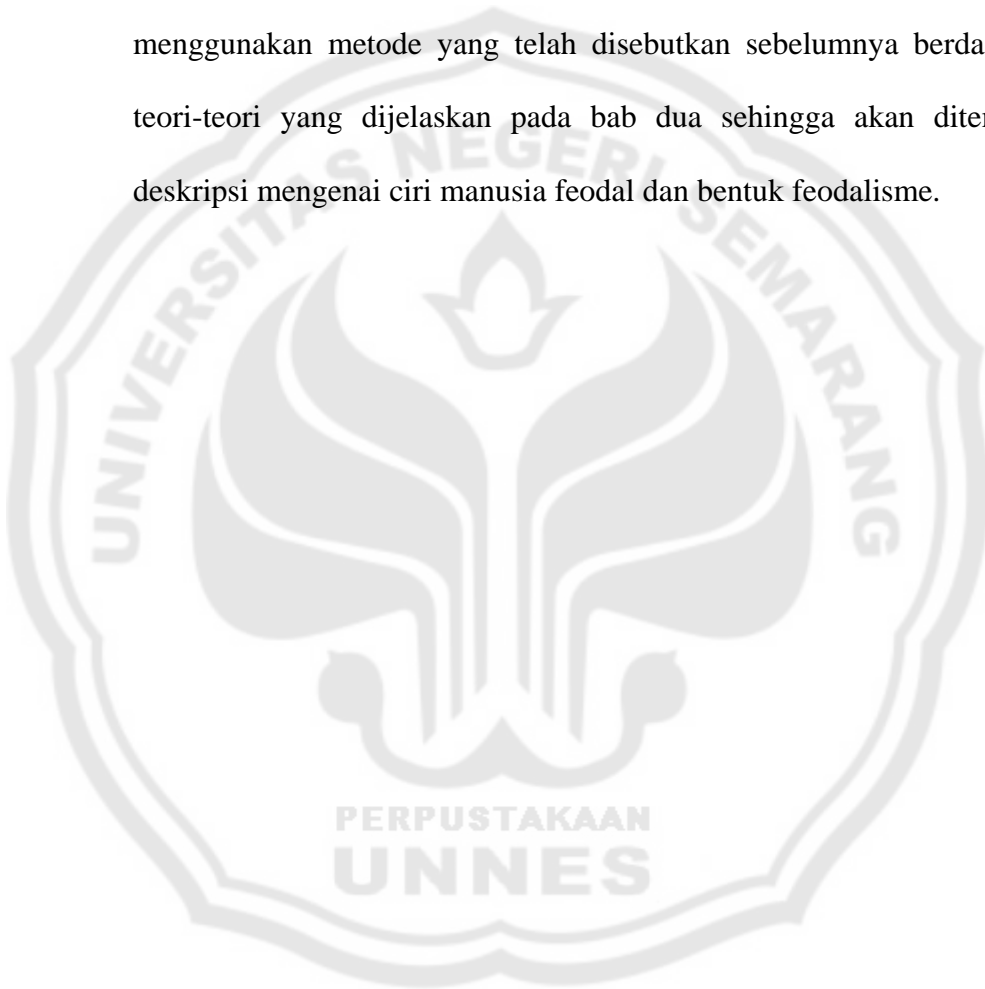 menggunakan metode yang telah disebutkan sebelumnya berda
teori-teori yang dijelaskan pada bab dua sehingga akan diter
deskripsi mengenai ciri manusia feodal dan bentuk feodalisme.
UNIVERSITAS NEGERI SEMARANG
PERPUSTAKAAN
UNNES